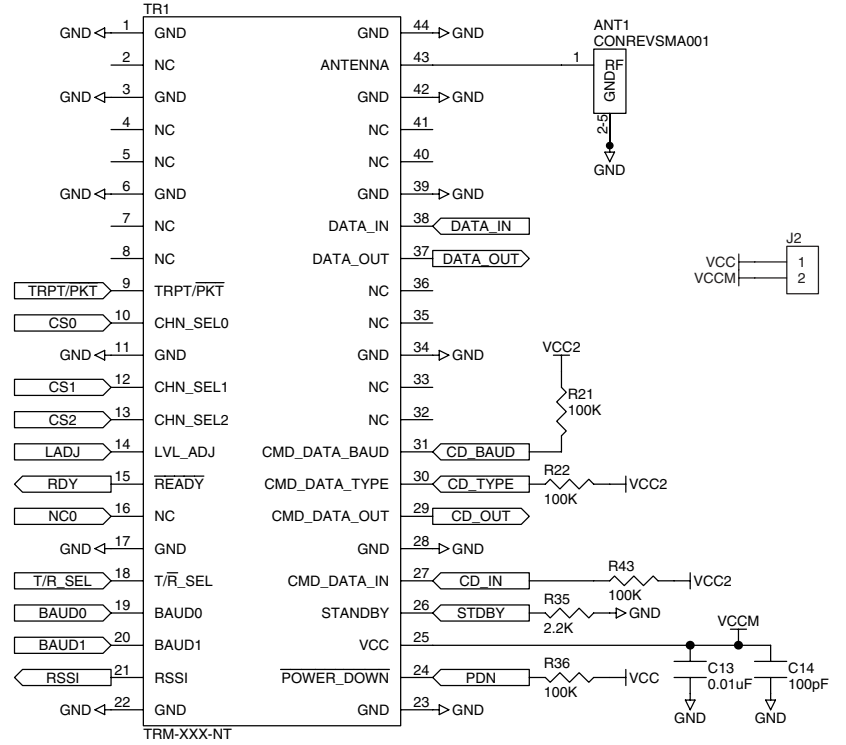 TR1
GND 1 GND GND 44 GND
2 NC ANTENNA 43
GND 3 GND GND 42 GND
4 NC NC 41
5 NC NC 40
GND 6 GND GND 39 GND
7 NC DATA_IN 38 DATA_IN
8 NC DATA_OUT 37 DATA_OUT
TRPT/PKT 9 TRPT/PKT NC 36
CS0 10 CHN_SEL0 NC 35
GND 11 GND GND 34 GND
CS1 12 CHN_SEL1 NC 33
CS2 13 CHN_SEL2 NC 32
LADJ 14 LVL_ADJ CMD_DATA_BAUD 31 CD_BAUD
RDY 15 READY CMD_DATA_TYPE 30 CD_TYPE
NC0 16 NC CMD_DATA_OUT 29 CD_OUT
GND 17 GND GND 28 GND
T/R_SEL 18 T/R_SEL CMD_DATA_IN 27 CD_IN
BAUD0 19 BAUD0 STANDBY 26 STDBY
BAUD1 20 BAUD1 VCC 25
RSSI 21 RSSI POWER_DOWN 24 PDN
GND 22 GND GND 23 GND
TRM-XXX-NT
ANT1
CONREVSMA001
1 RF
GND
2-5
GND
J2
VCC 1
VCCM 2
VCC2
R21
100K
R22
100K
VCC2
R43
100K
VCC2
R35
2.2K
GND
VCCM
R36
100K
VCC
C13
0.01uF
GND
C14
100pF
GND